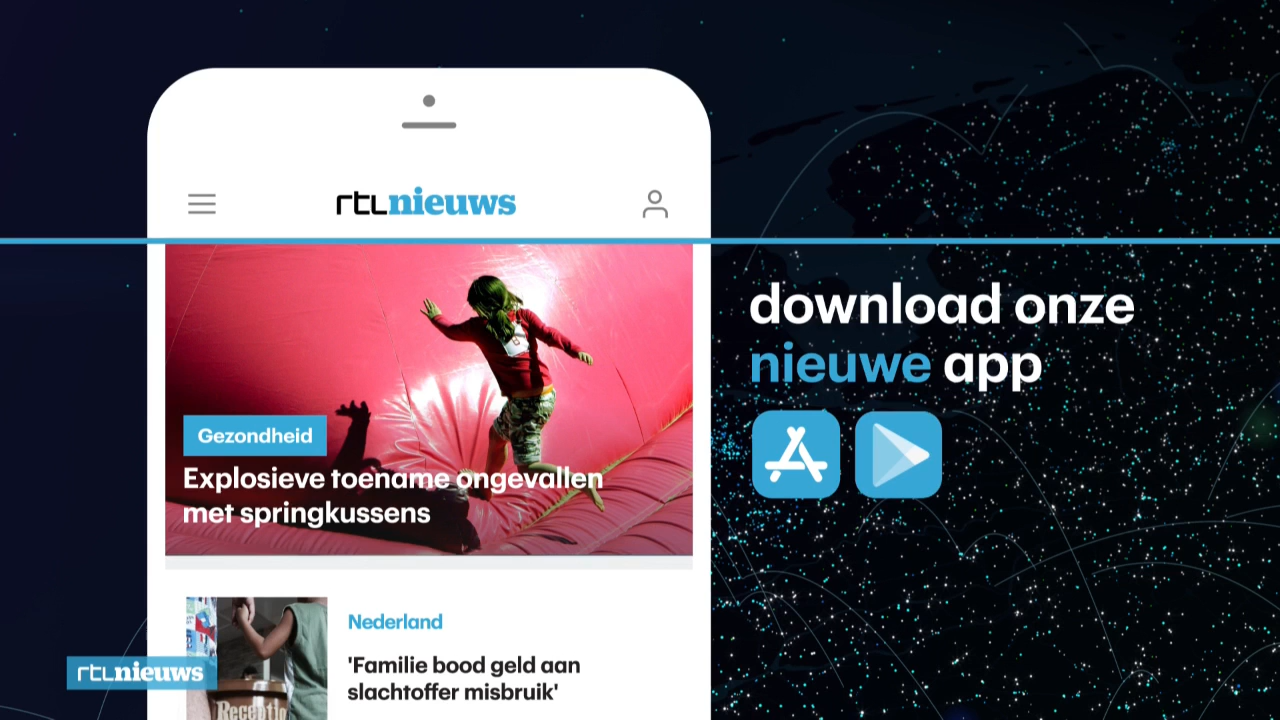 rtlnieuws
download onze
nieuwe app
Gezondheid
Explosieve toename ongevallen
met springkussens
Nederland
'Familie bood geld aan
slachtoffer misbruik'
rtlnieuws